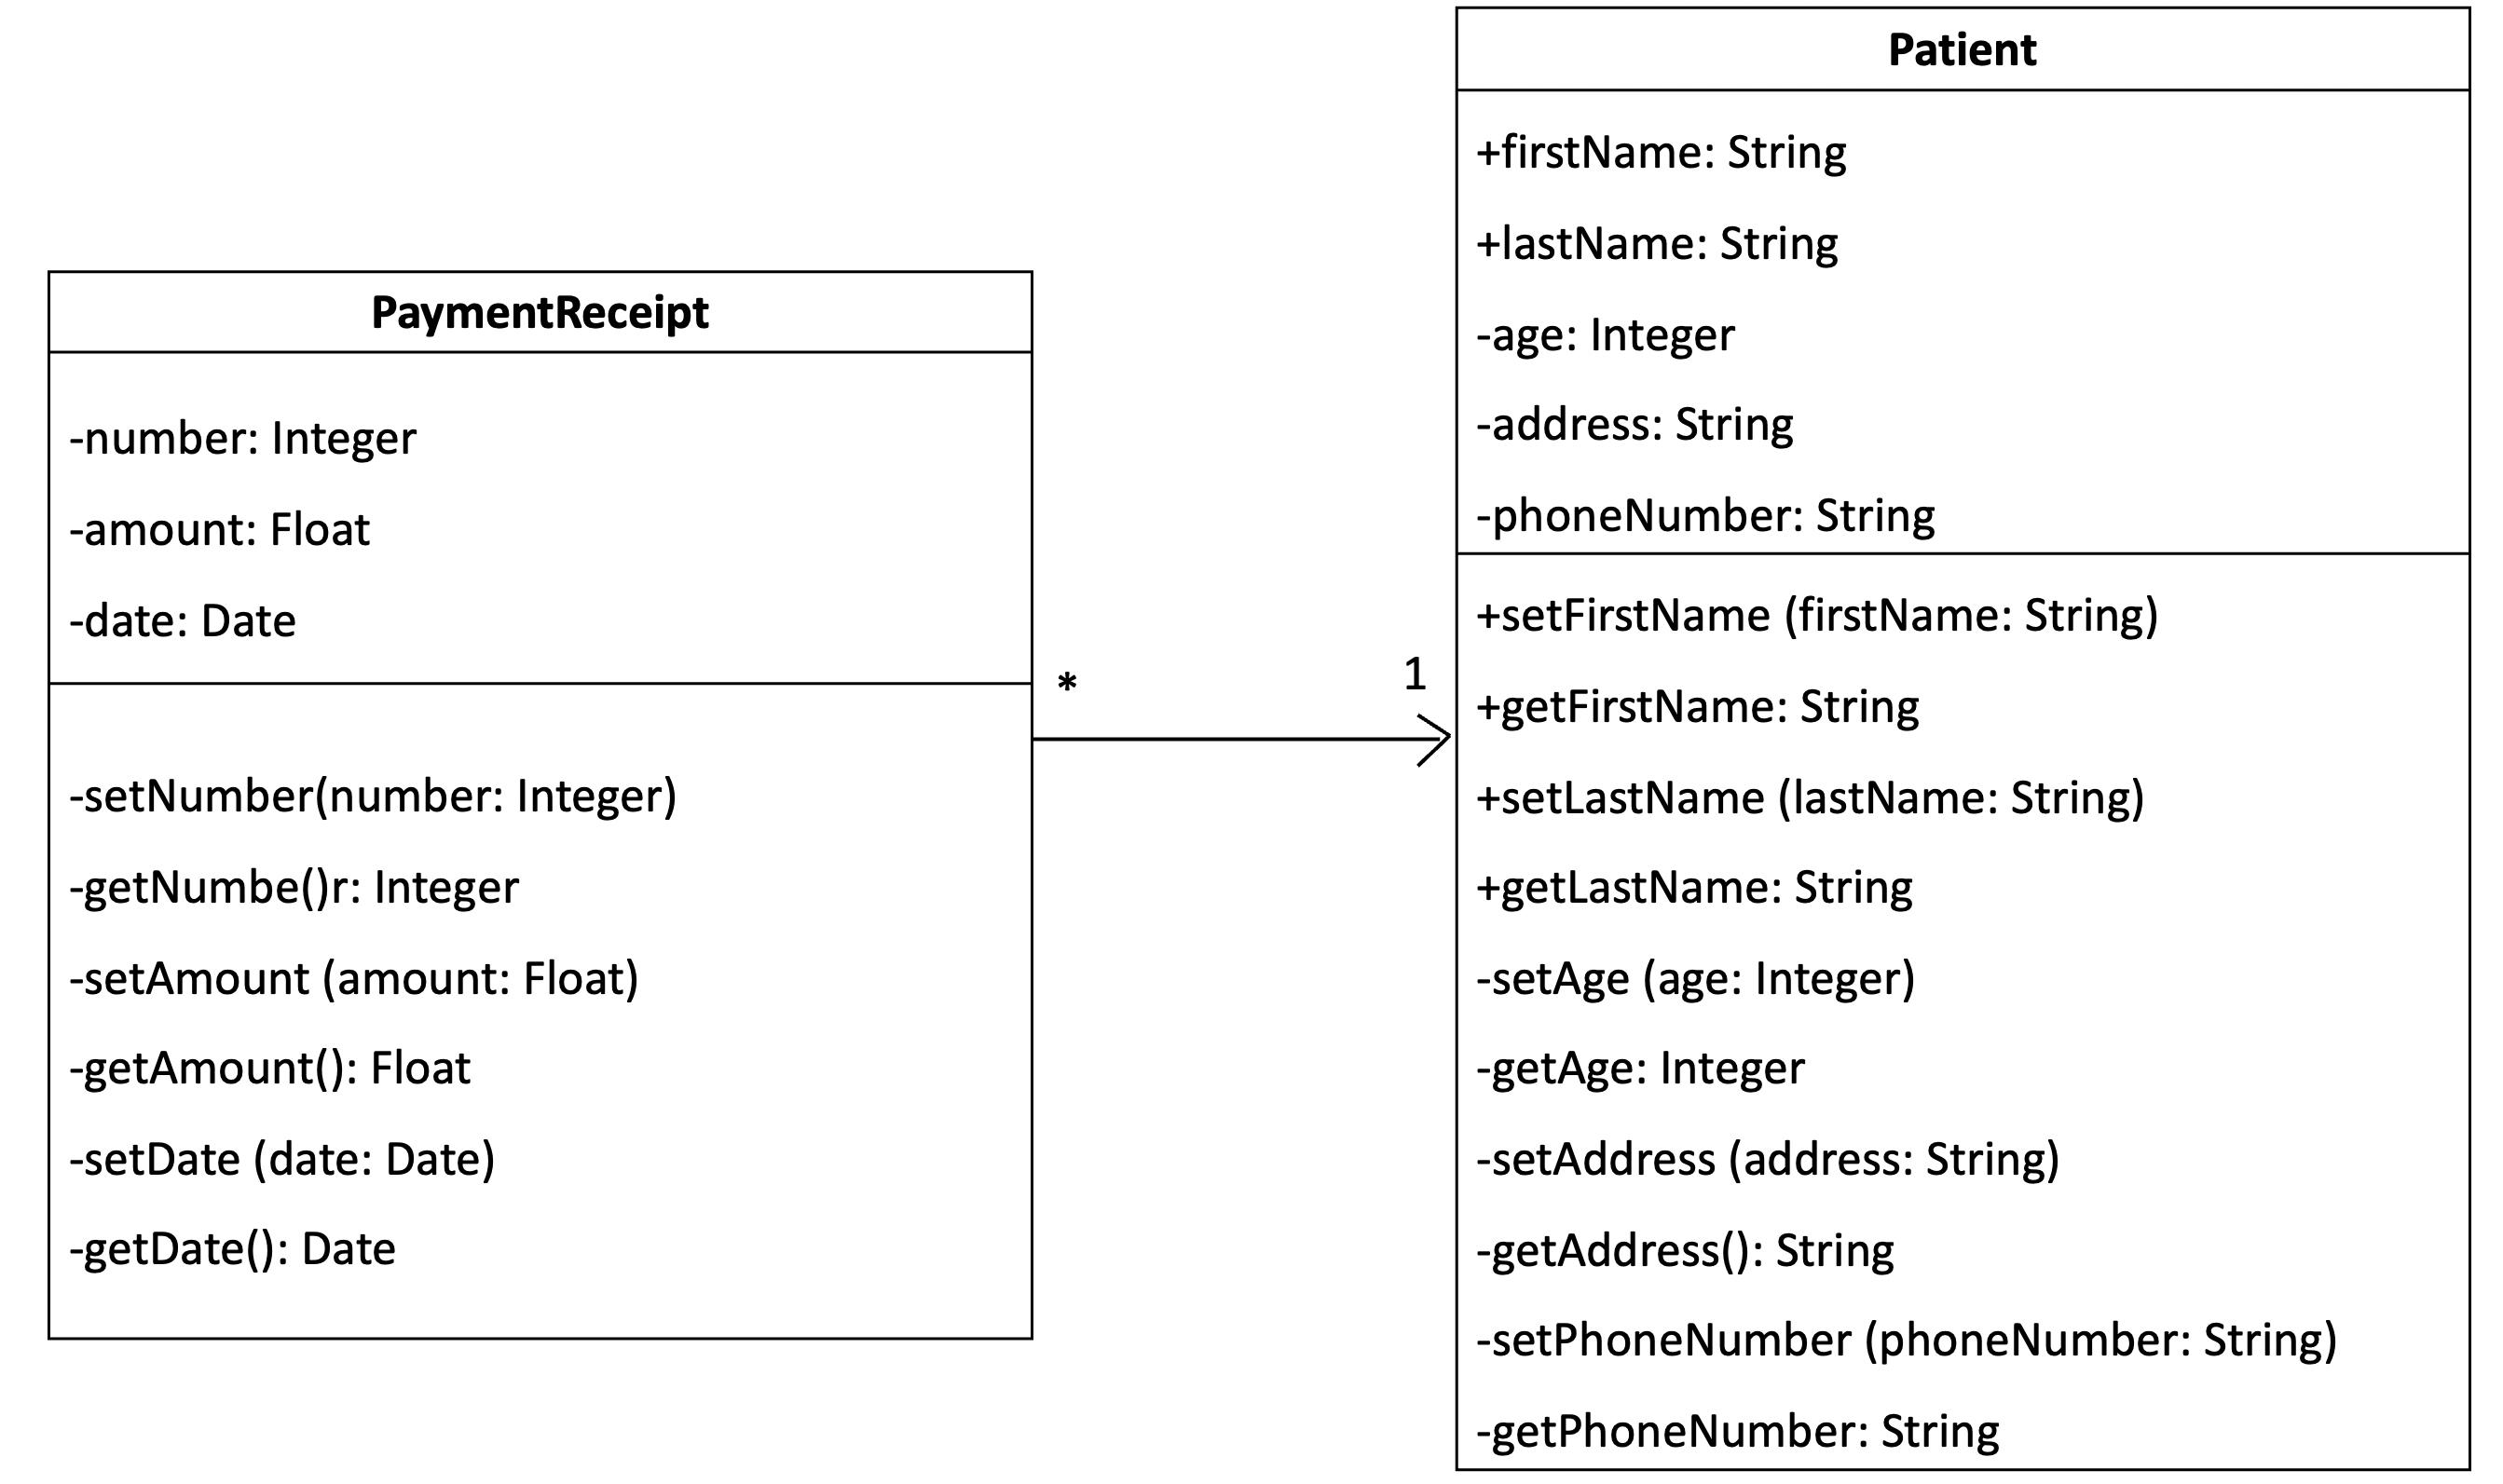 PaymentReceipt
-number: Integer
-amount: Float
-date: Date
-setNumber(number: Integer)
-getNumbe()r: Integer
-setAmount (amount: Float)
-getAmount(): Float
-setDate (date: Date)
-getDate(): Date
*
1
Patient
+firstName: String
+lastName: String
-age: Integer
-address: String
-phoneNumber: String
+setFirstName (firstName: String)
+getFirstName: String
+setLastName (lastName: String)
+getLastName: String
-setAge (age: Integer)
-getAge: Integer
-setAddress (address: String)
-getAddress(): String
-setPhoneNumber (phoneNumber: String)
-getPhoneNumber: String